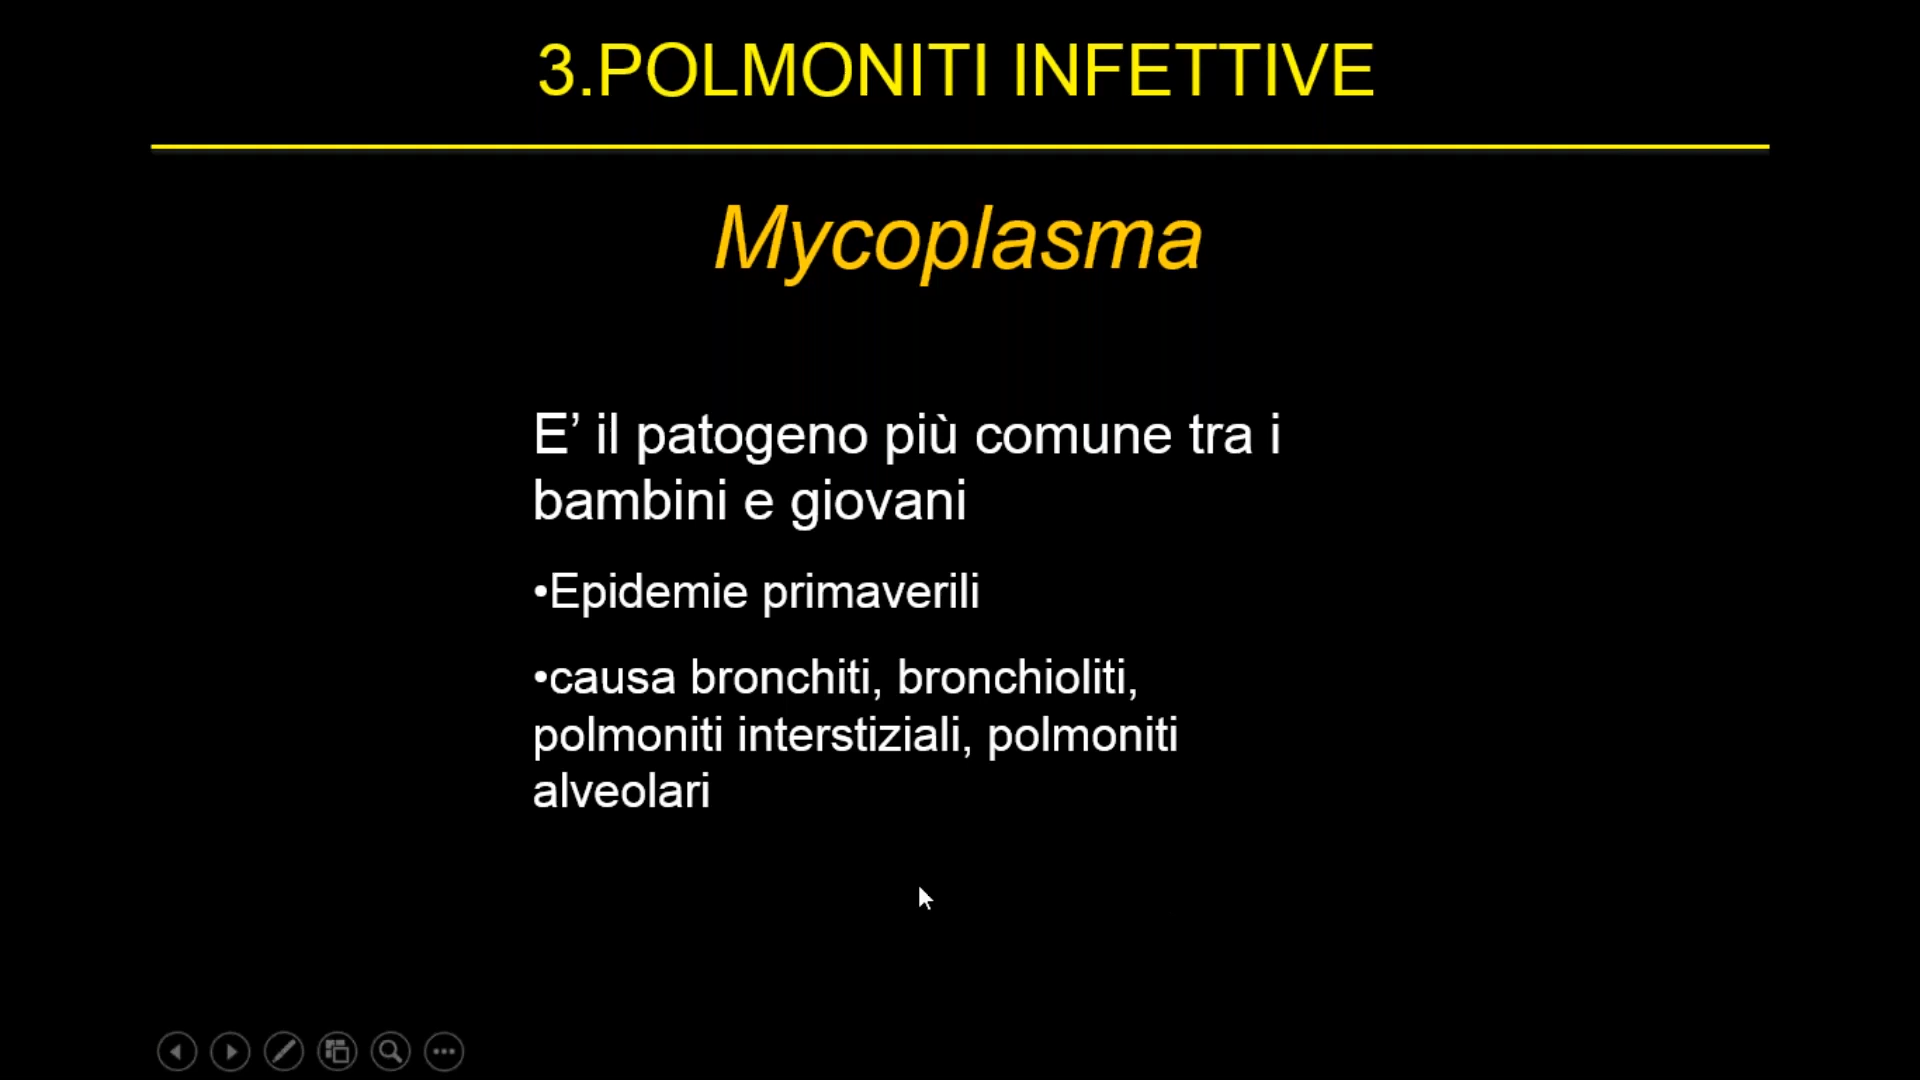 3.POLMONITI INFETTIVE
Mycoplasma
E’ il patogeno più comune tra i
bambini e giovani
•Epidemie primaverili
•causa bronchiti, bronchioliti,
polmoniti interstiziali, polmoniti
alveolari